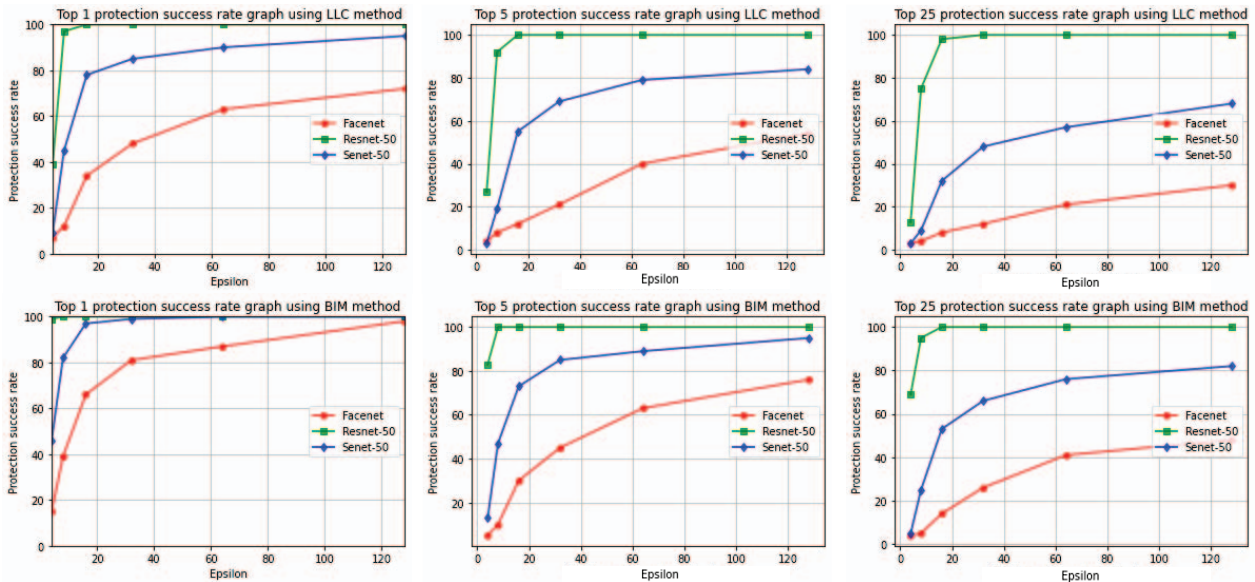 Top 1 protection success rate graph using LLC method
100
80
60
40
20
0
Protection success rate
Facenet
Resnet-50
Senet-50
20
40
60
80
100
120
Epsilon
Top 5 protection success rate graph using LLC method
100
80
60
40
20
0
Protection success rate
Facenet
Resnet-50
Senet-50
0
20
40
60
80
100
120
Epsilon
Top 25 protection success rate graph using LLC method
100
80
60
40
20
0
Protection success rate
Facenet
Resnet-50
Senet-50
0
20
40
60
80
100
120
Epsilon
Top 1 protection success rate graph using BIM method
100
80
60
40
20
0
Protection success rate
Facenet
Resnet-50
Senet-50
20
40
60
80
100
120
Epsilon
Top 5 protection success rate graph using BIM method
100
80
60
40
20
Protection success rate
Facenet
Resnet-50
Senet-50
0
20
40
60
80
100
120
Epsilon
Top 25 protection success rate graph using BIM method
100
80
60
40
20
0
Protection success rate
Facenet
Resnet-50
Senet-50
0
20
40
60
80
100
120
Epsilon